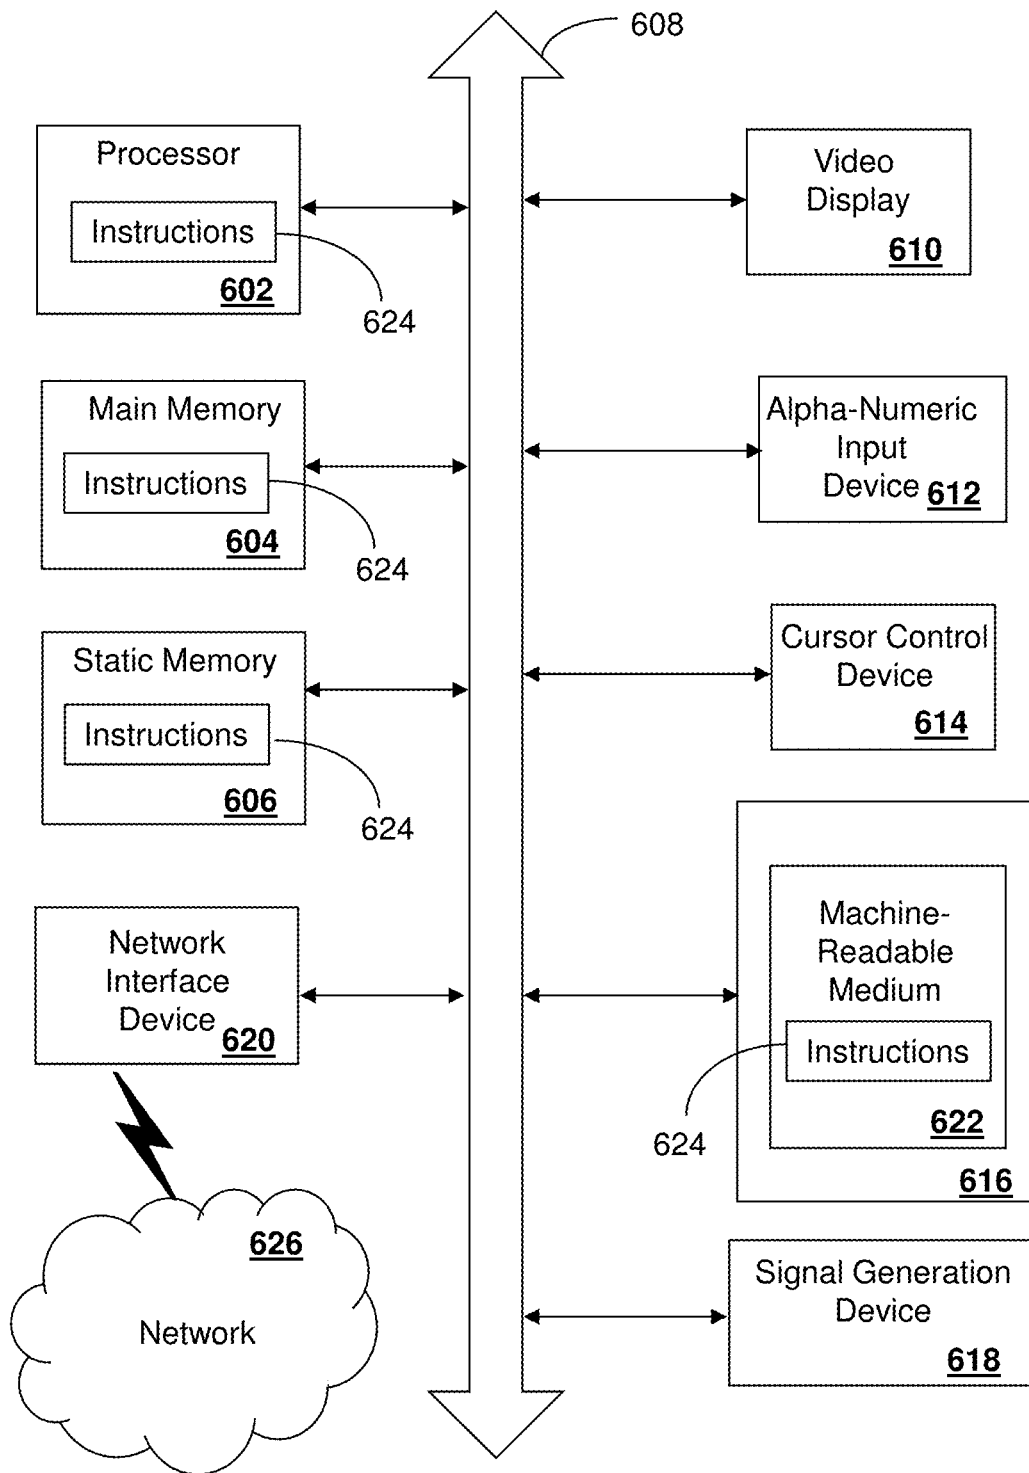 608
Processor
Instructions
602
624
Main Memory
Instructions
604
624
Static Memory
Instructions
606
624
Network
Interface
Device
620
626
Network
Video
Display
610
Alpha-Numeric
Input
Device
612
Cursor Control
Device
614
Machine-
Readable
Medium
Instructions
624
622
616
Signal Generation
Device
618